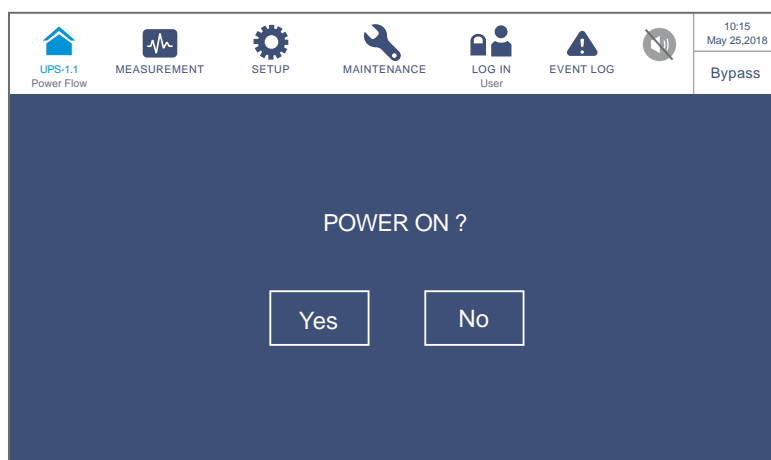 10:15
May 25,2018
UPS-1.1
Power Flow
MEASUREMENT
SETUP
MAINTENANCE
LOG IN
User
EVENT LOG
Bypass
POWER ON ?
Yes
No